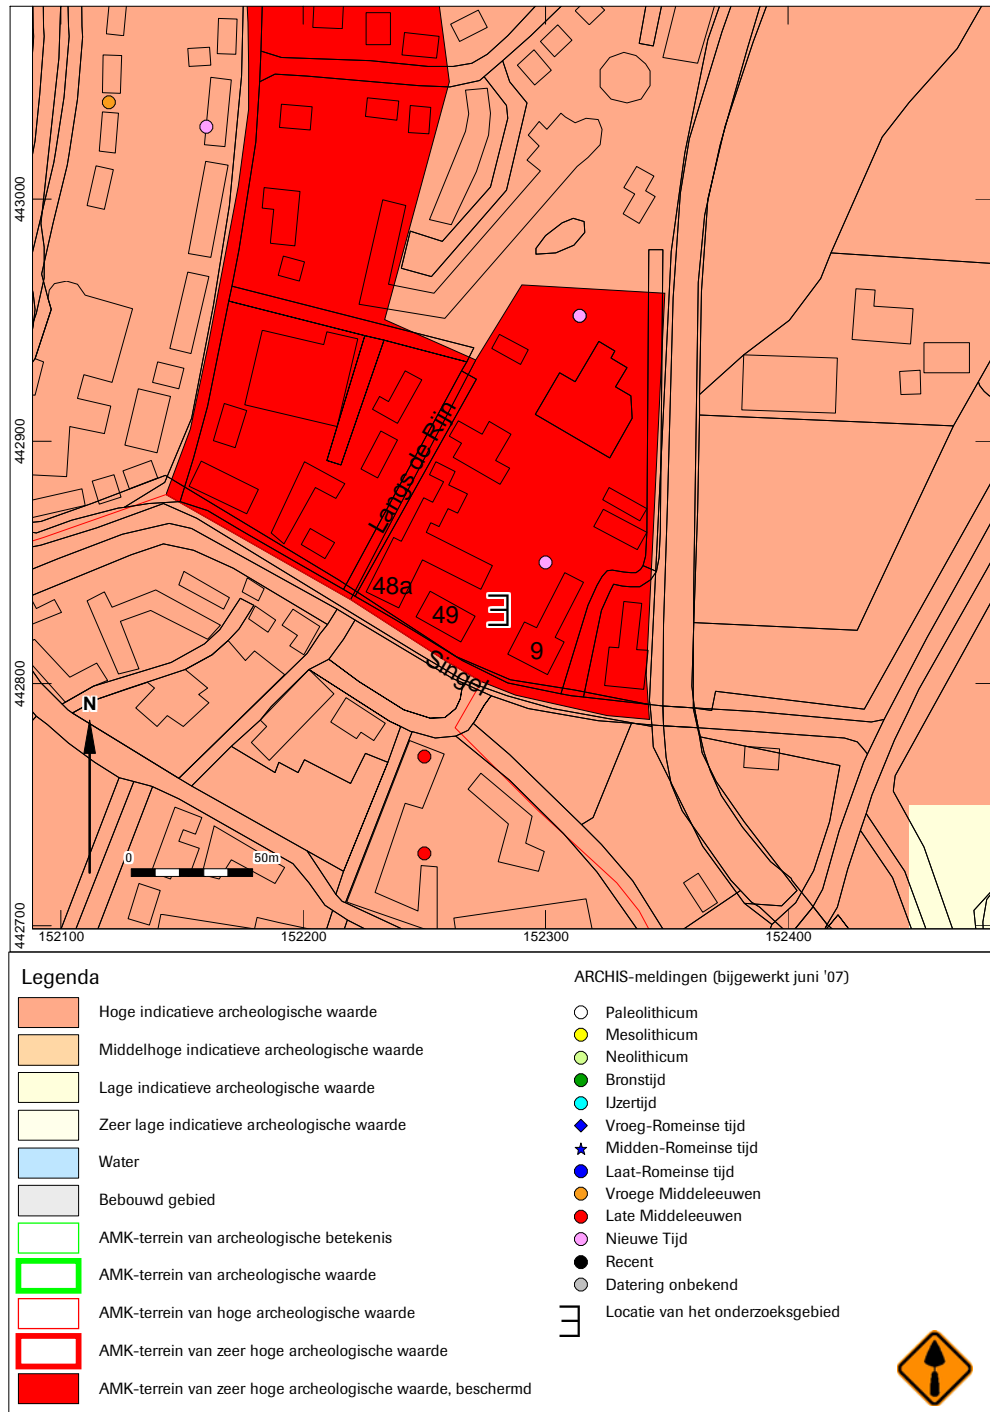 443000
442900
442800
442700
Langs de Rijn
48a
49
9
Singel
N
0 50m
152100 152200 152300 152400
Legenda
Hoge indicatieve archeologische waarde
Middelhoge indicatieve archeologische waarde
Lage indicatieve archeologische waarde
Zeer lage indicatieve archeologische waarde
Water
Bebouwd gebied
AMK-terrein van archeologische betekenis
AMK-terrein van archeologische waarde
AMK-terrein van hoge archeologische waarde
AMK-terrein van zeer hoge archeologische waarde
AMK-terrein van zeer hoge archeologische waarde, beschermd
ARCHIS-meldingen (bijgewerkt juni '07)
Paleolithicum
Mesolithicum
Neolithicum
Bronstijd
IJzertijd
Vroeg-Romeinse tijd
Midden-Romeinse tijd
Laat-Romeinse tijd
Vroege Middeleeuwen
Late Middeleeuwen
Nieuwe Tijd
Recent
Datering onbekend
Locatie van het onderzoeksgebied